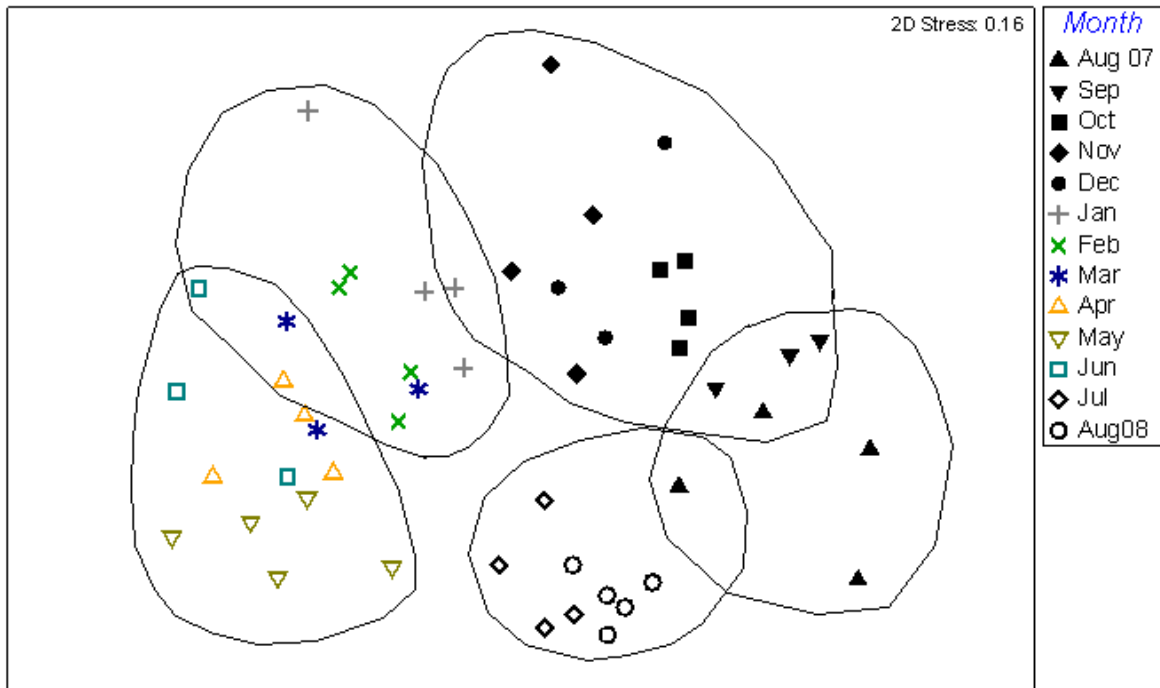 2D Stress: 0.16
Month
Aug 07
Sep
Oct
Nov
Dec
Jan
Feb
Mar
Apr
May
Jun
Jul
Aug08